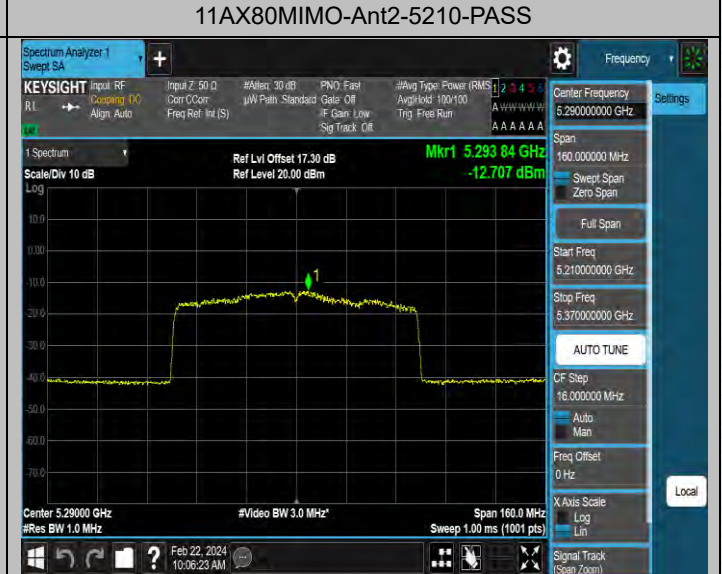 11AX80MIMO-Ant2-5210-PASS
Spectrum Analyzer 1
Swept SA
+
Frequency
KEYSIGHT
RL
Input: RF
Coupling: DC
Align: Auto
Input Z: 50 Ω
Corr CCorr
Freq Ref: Int (S)
#Atten: 30 dB
µW Path: Standard
PNO: Fast
Gate: Off
IF Gain: Low
Sig Track: Off
#Avg Type: Power (RMS)
Avg|Hold: 100/100
Trig: Free Run
1 2 3 4 5 6
A W W W W W
A A A A A A
1 Spectrum
Scale/Div 10 dB
Log
Ref Lvl Offset 17.30 dB
Ref Level 20.00 dBm
Mkr1 5.293 84 GHz
-12.707 dBm
10.0
0.00
-10.0
-20.0
-30.0
-40.0
-50.0
-60.0
-70.0
1
Center 5.29000 GHz
#Res BW 1.0 MHz
#Video BW 3.0 MHz*
Span 160.0 MHz
Sweep 1.00 ms (1001 pts)
Feb 22, 2024
10:06:23 AM
?
Center Frequency
5.290000000 GHz
Settings
Span
160.000000 MHz
Swept Span
Zero Span
Full Span
Start Freq
5.210000000 GHz
Stop Freq
5.370000000 GHz
AUTO TUNE
CF Step
16.000000 MHz
Auto
Man
Freq Offset
0 Hz
X Axis Scale
Log
Lin
Signal Track
(Span Zoom)
Local